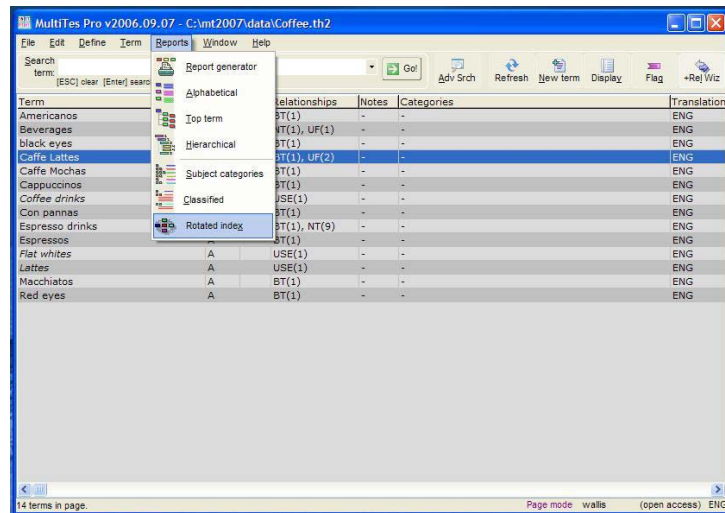 MultiTes Pro v2006.09.07 - C:\mt2007\data\Coffee.th2
File Edit Define Term Reports Window Help
Search term:
[ESC] clear [Enter] searc
Go!
Adv Srch Refresh New term Display Flag +Rel Wiz
Report generator
Alphabetical
Top term
Hierarchical
Subject categories
Classified
Rotated index
Term Relationships Notes Categories Translation
Americanos BT(1) - - ENG
Beverages NT(1), UF(1) - - ENG
black eyes BT(1) - - ENG
Caffe Lattes BT(1), UF(2) - - ENG
Caffe Mochas BT(1) - - ENG
Cappuccinos BT(1) - - ENG
Coffee drinks USE(1) - - ENG
Con pannas BT(1) - - ENG
Espresso drinks BT(1), NT(9) - - ENG
Espressos A BT(1) - - ENG
Flat whites A USE(1) - - ENG
Lattes A USE(1) - - ENG
Macchiatos A BT(1) - - ENG
Red eyes A BT(1) - - ENG
14 terms in page. Page mode wallis (open access) ENG